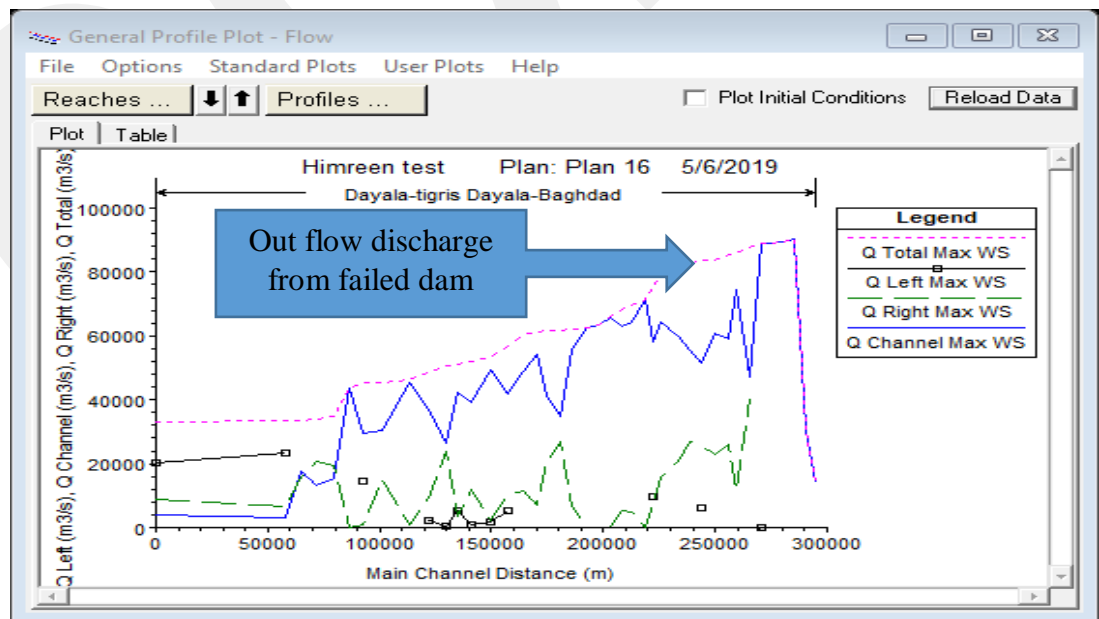 General Profile Plot - Flow
File Options Standard Plots User Plots Help
Reaches ... Profiles ... Plot Initial Conditions Reload Data
Plot Table
Himreen test Plan: Plan 16 5/6/2019
Dayala-tigris Dayala-Baghdad
Q Left (m3/s), Q Channel (m3/s), Q Right (m3/s), Q Total (m3/s)
100000
80000
60000
40000
20000
0
Out flow discharge
from failed dam
Legend
Q Total Max WS
Q Left Max WS
Q Right Max WS
Q Channel Max WS
0 50000 100000 150000 200000 250000 300000
Main Channel Distance (m)